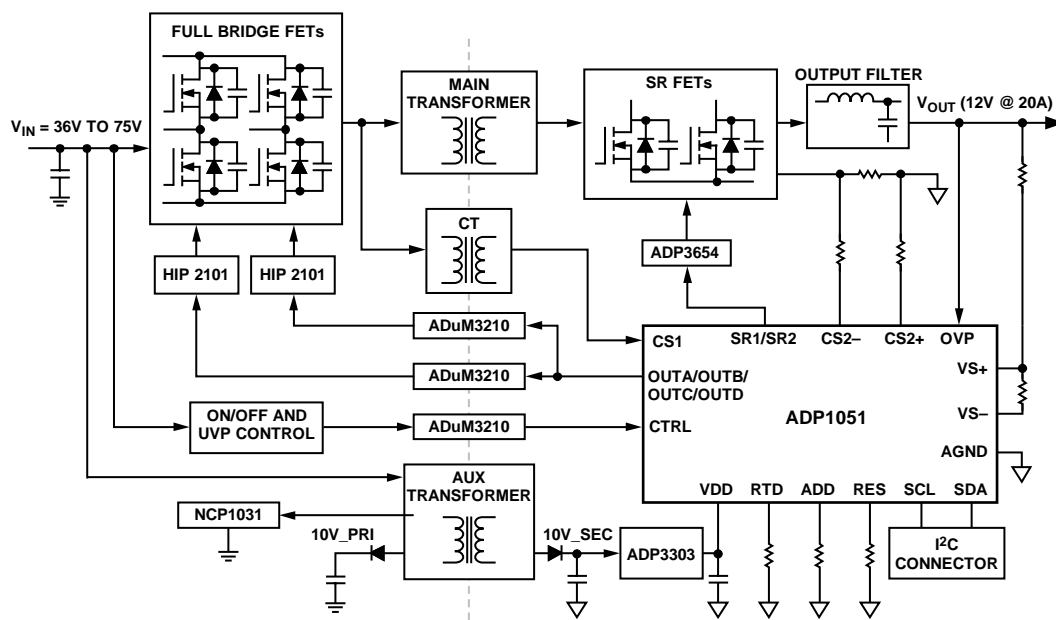 FULL BRIDGE FETs
MAIN
TRANSFORMER
SR FETs
OUTPUT FILTER
VOUT (12V @ 20A)
VIN = 36V TO 75V
CT
ADP3654
HIP 2101
HIP 2101
ADuM3210
ADuM3210
ADuM3210
ON/OFF AND
UVP CONTROL
CS1
SR1/SR2
CS2–
CS2+
OVP
OUTA/OUTB/
OUTC/OUTD
VS+
ADP1051
VS–
CTRL
AGND
VDD
RTD
ADD
RES
SCL
SDA
AUX
TRANSFORMER
NCP1031
10V_PRI
10V_SEC
ADP3303
I2C
CONNECTOR